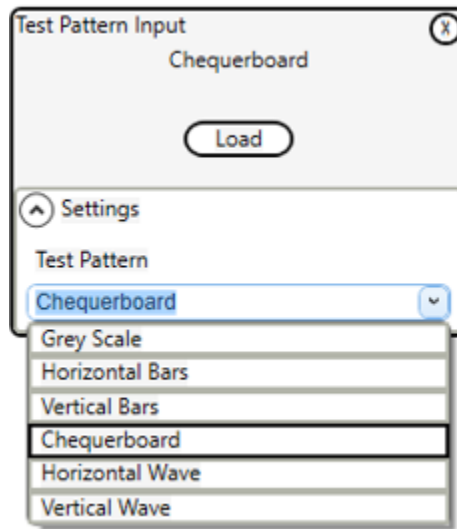 Test Pattern Input
X
Chequerboard
Load
Settings
Test Pattern
Chequerboard
Grey Scale
Horizontal Bars
Vertical Bars
Chequerboard
Horizontal Wave
Vertical Wave